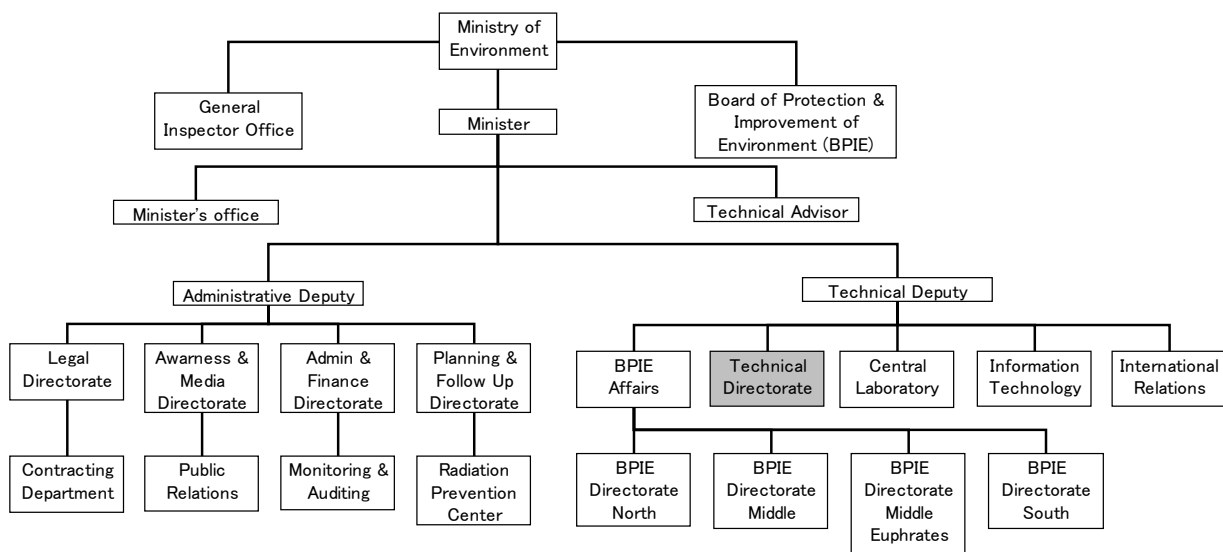 Ministry of
Environment
General
Inspector Office
Minister
Board of Protection &
Improvement of
Environment (BPIE)
Minister's office
Technical Advisor
Administrative Deputy
Technical Deputy
Legal
Directorate
Awarness &
Media
Directorate
Admin &
Finance
Directorate
Planning &
Follow Up
Directorate
BPIE
Affairs
Technical
Directorate
Central
Laboratory
Information
Technology
International
Relations
Contracting
Department
Public
Relations
Monitoring &
Auditing
Radiation
Prevention
Center
BPIE
Directorate
North
BPIE
Directorate
Middle
BPIE
Directorate
Middle
Euphrates
BPIE
Directorate
South